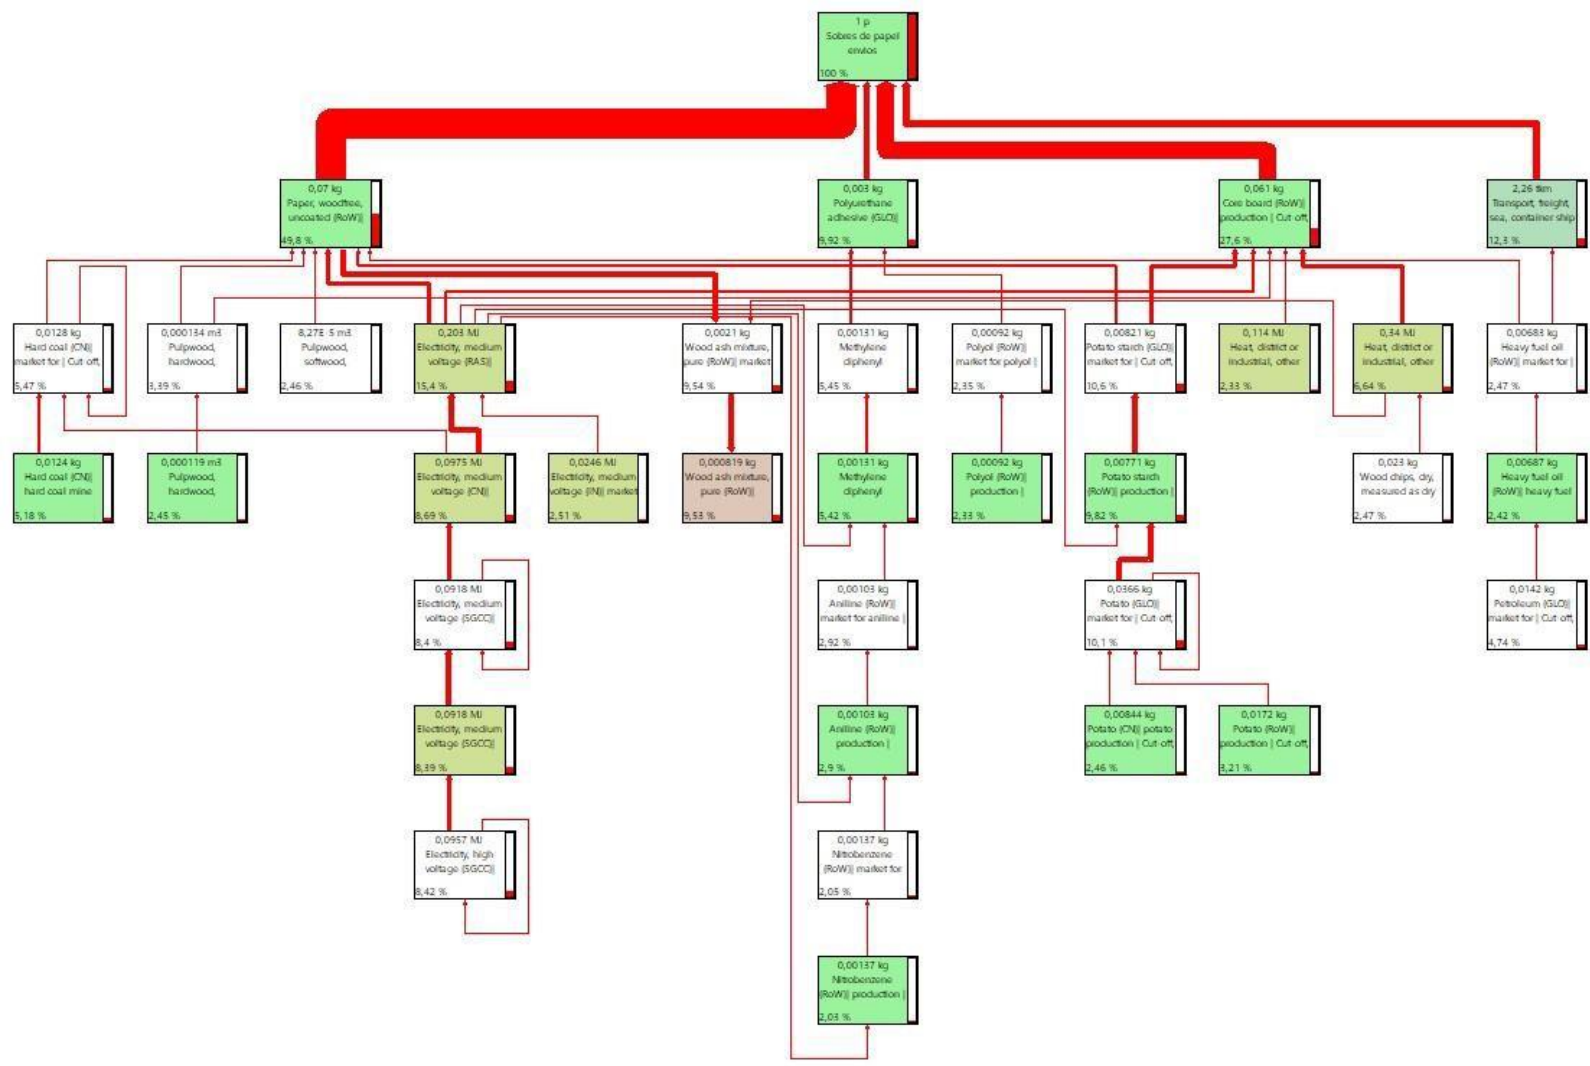 1 p
Sobres de papel
envios
100 %
0,07 kg
Paper, woodfree,
uncoated {RoW}|
49,8 %
0,003 kg
Polyurethane
adhesive {GLO}|
9,92 %
0,061 kg
Core board {RoW}|
production | Cut-off,
27,6 %
2,26 tkm
Transport, freight,
sea, container ship
12,3 %
0,0128 kg
Hard coal {CN}|
market for | Cut-off,
5,47 %
0,000134 m3
Pulpwood,
hardwood,
3,39 %
8,27E-5 m3
Pulpwood,
softwood,
2,46 %
0,203 MJ
Electricity, medium
voltage {RAS}|
15,4 %
0,0021 kg
Wood ash mixture,
pure {RoW}| market
9,54 %
0,00131 kg
Methylene
diphenyl
5,45 %
0,00092 kg
Polyol {RoW}|
market for polyol |
2,35 %
0,00821 kg
Potato starch {GLO}|
market for | Cut-off,
10,6 %
0,114 MJ
Heat, district or
industrial, other
2,33 %
0,34 MJ
Heat, district or
industrial, other
6,64 %
0,00683 kg
Heavy fuel oil
{RoW}| market for |
2,47 %
0,0124 kg
Hard coal {CN}|
hard coal mine
5,18 %
0,000119 m3
Pulpwood,
hardwood,
2,45 %
0,0975 MJ
Electricity, medium
voltage {CN}|
8,69 %
0,0246 MJ
Electricity, medium
voltage {IN}| market
2,51 %
0,000819 kg
Wood ash mixture,
pure {RoW}|
9,53 %
0,00131 kg
Methylene
diphenyl
5,42 %
0,00092 kg
Polyol {RoW}|
production |
2,33 %
0,00771 kg
Potato starch
{RoW}| production |
9,82 %
0,023 kg
Wood chips, dry,
measured as dry
2,47 %
0,00687 kg
Heavy fuel oil
{RoW}| heavy fuel
2,42 %
0,0918 MJ
Electricity, medium
voltage {SGCC}|
8,4 %
0,00103 kg
Aniline {RoW}|
market for aniline |
2,92 %
0,0366 kg
Potato {GLO}|
market for | Cut-off,
10,1 %
0,0142 kg
Petroleum {GLO}|
market for | Cut-off,
4,74 %
0,0918 MJ
Electricity, medium
voltage {SGCC}|
8,39 %
0,00103 kg
Aniline {RoW}|
production |
2,9 %
0,00844 kg
Potato {CN}| potato
production | Cut-off,
2,46 %
0,0172 kg
Potato {RoW}|
production | Cut-off,
3,21 %
0,0957 MJ
Electricity, high
voltage {SGCC}|
8,42 %
0,00137 kg
Nitrobenzene
{RoW}| market for
2,05 %
0,00137 kg
Nitrobenzene
{RoW}| production |
2,03 %